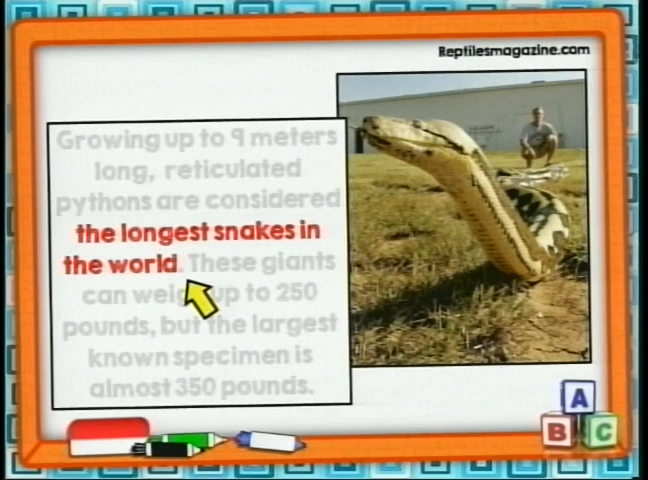 Reptilesmagazine.com
Growing up to 9 meters
long, reticulated
pythons are considered
the longest snakes in
the world. These giants
can weigh up to 250
pounds, but the largest
known specimen is
almost 350 pounds.
A
B C